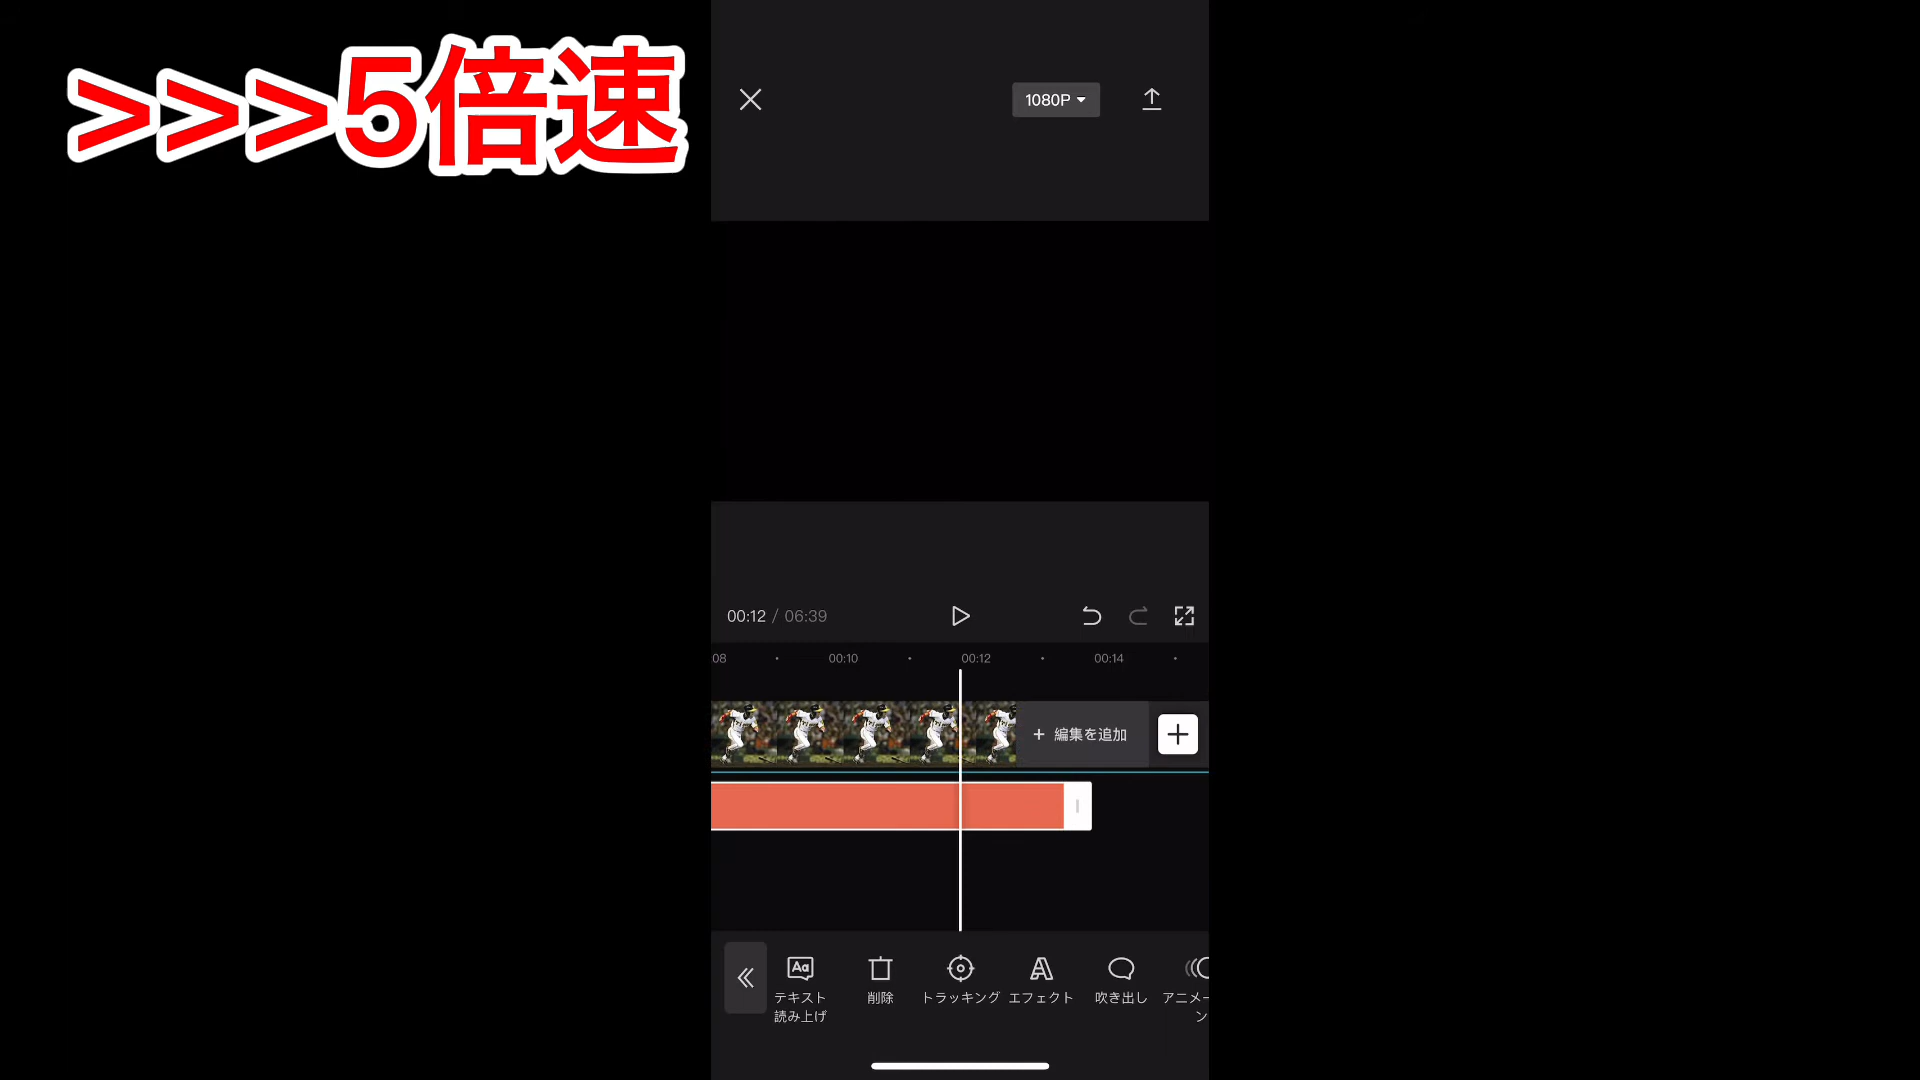 >>>5倍速
1080P
00:12 / 06:39
08 00:10 00:12 00:14
+ 編集を追加
Aa
テキスト
読み上げ
削除
トラッキング
エフェクト
吹き出し
アニメー
ン